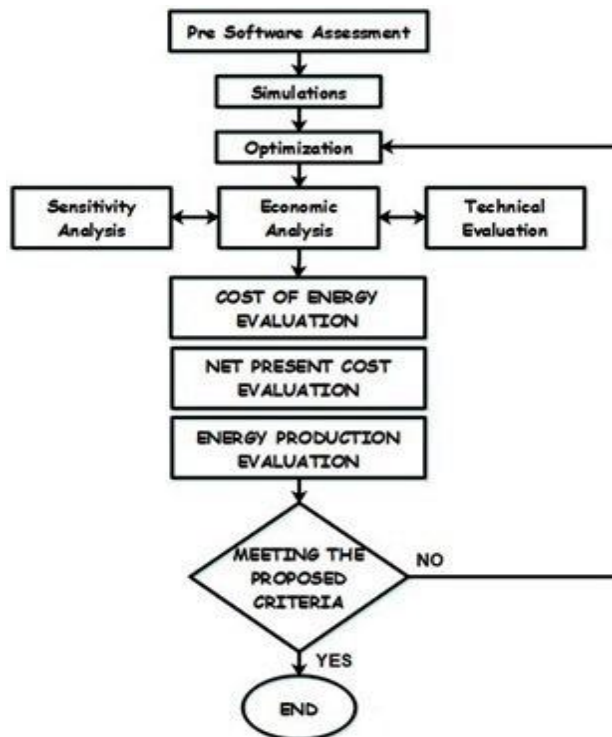 Pre Software Assessment
Simulations
Optimization
Sensitivity
Analysis
Economic
Analysis
Technical
Evaluation
COST OF ENERGY
EVALUATION
NET PRESENT COST
EVALUATION
ENERGY PRODUCTION
EVALUATION
MEETING THE
PROPOSED
CRITERIA
NO
YES
END